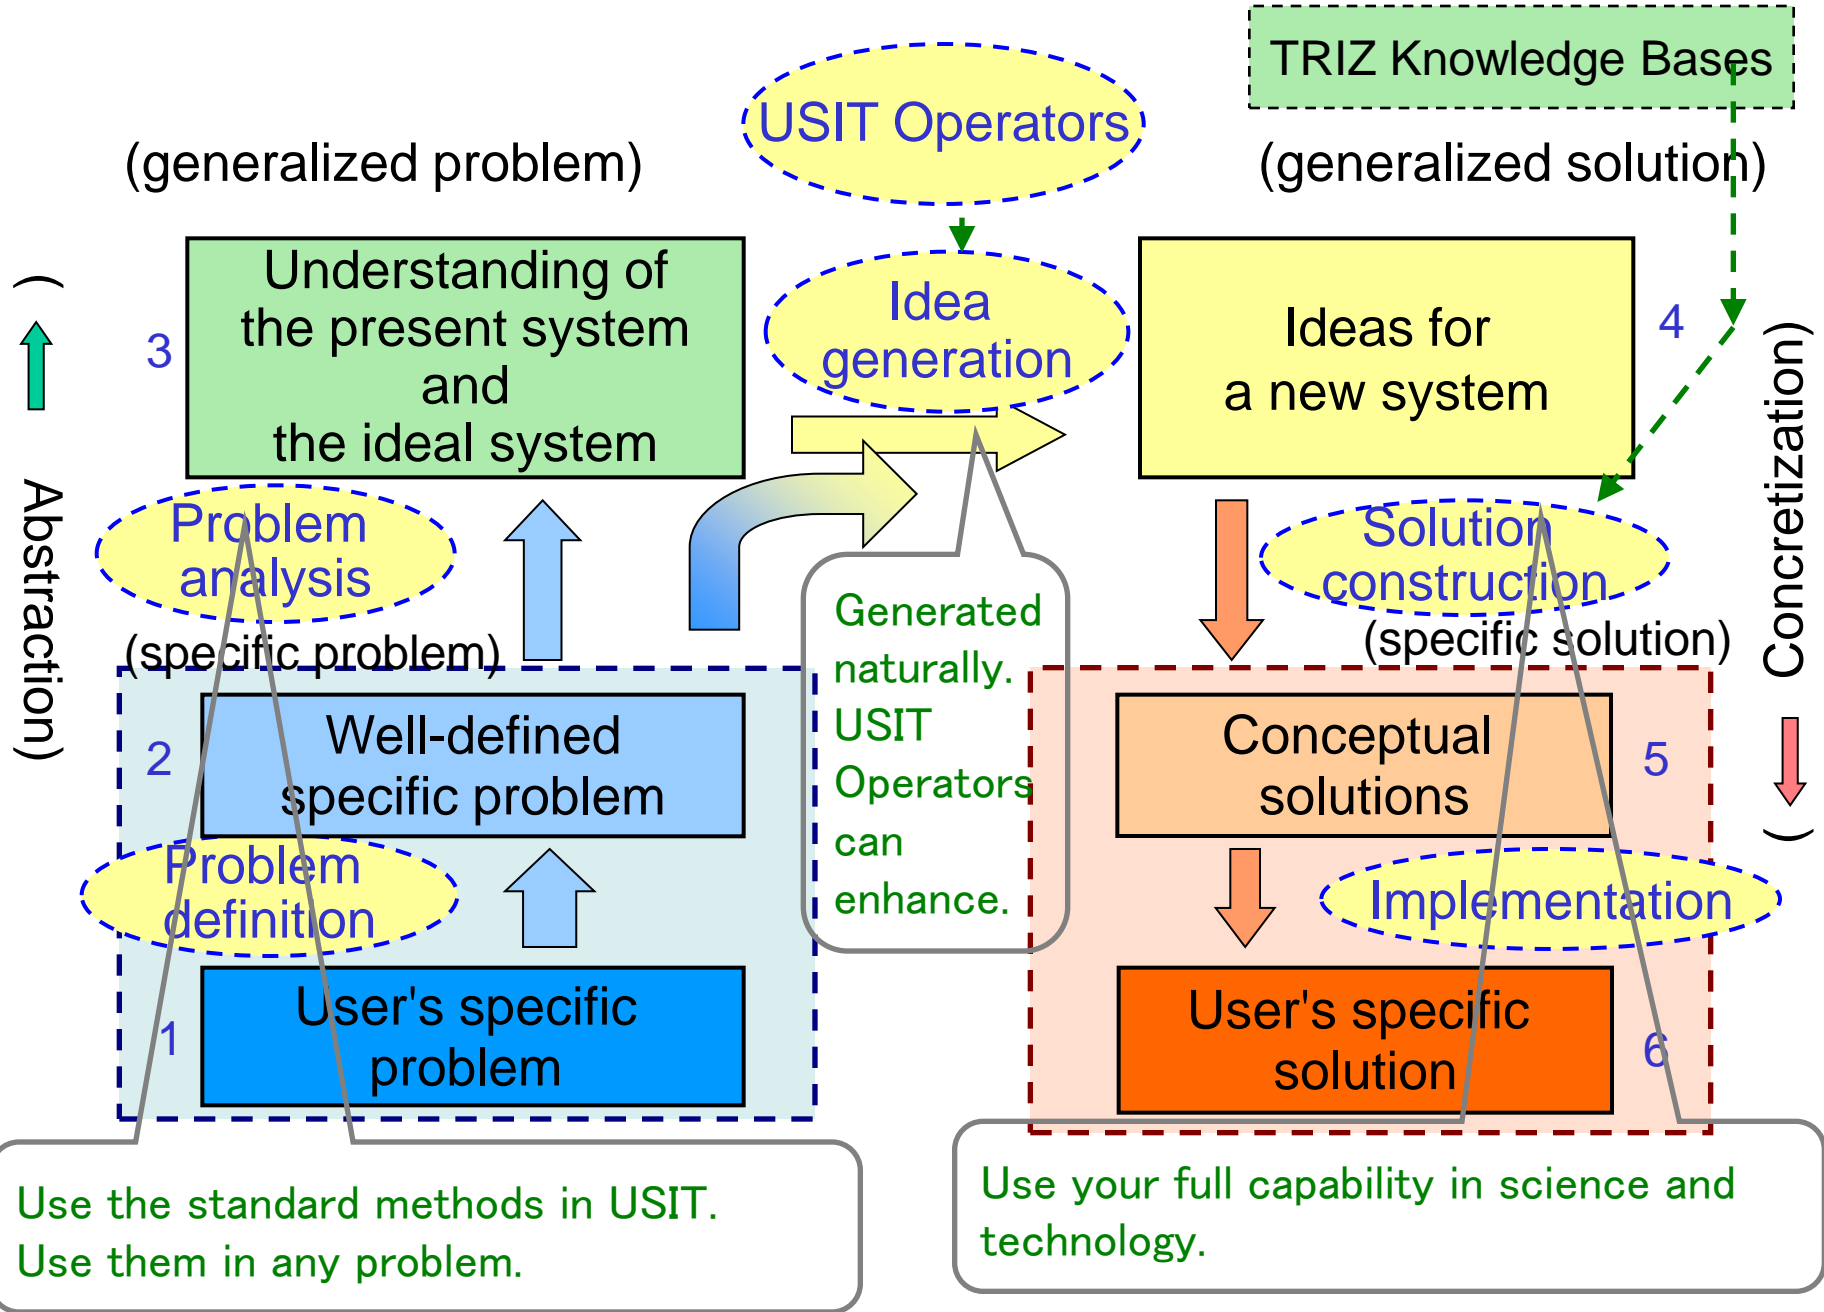 TRIZ Knowledge Bases
USIT Operators
(generalized problem)
(generalized solution)
Understanding of
the present system
and
the ideal system
3
Idea
generation
Ideas for
a new system
4
( Abstraction)
Concretization)
(
Problem
analysis
Solution
construction
(specific problem)
(specific solution)
Generated
naturally.
USIT
Operators
can
enhance.
2
Well-defined
specific problem
Conceptual
solutions
5
Problem
definition
Implementation
1
User's specific
problem
User's specific
solution
6
Use the standard methods in USIT.
Use them in any problem.
Use your full capability in science and
technology.